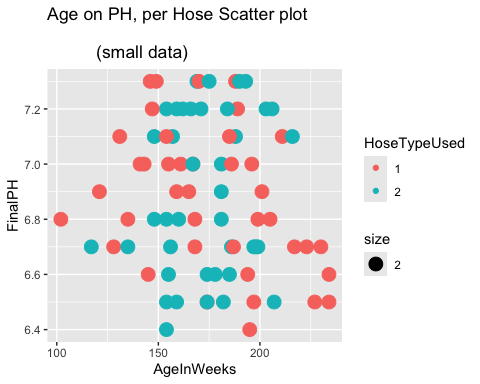 Age on PH, per Hose Scatter plot
(small data)
FinalPH
7.2
7.0
6.8
6.6
6.4
100
150
200
AgeInWeeks
HoseTypeUsed
1
2
size
2